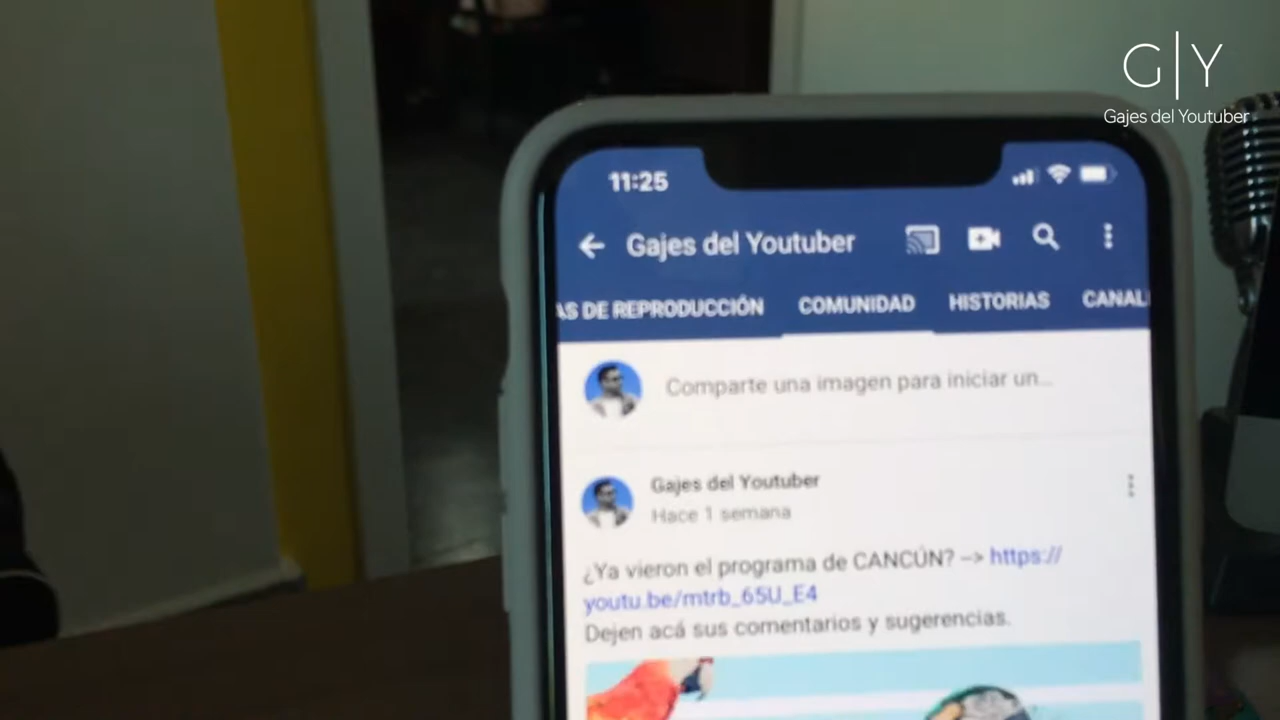 G|Y
Gajes del Youtuber
11:25
Gajes del Youtuber
AS DE REPRODUCCIÓN COMUNIDAD HISTORIAS CANAL
Comparte una imagen para iniciar un...
Gajes del Youtuber
Hace 1 semana
¿Ya vieron el programa de CANCÚN? --> https://
youtu.be/mtrb_65U_E4
Dejen acá sus comentarios y sugerencias.